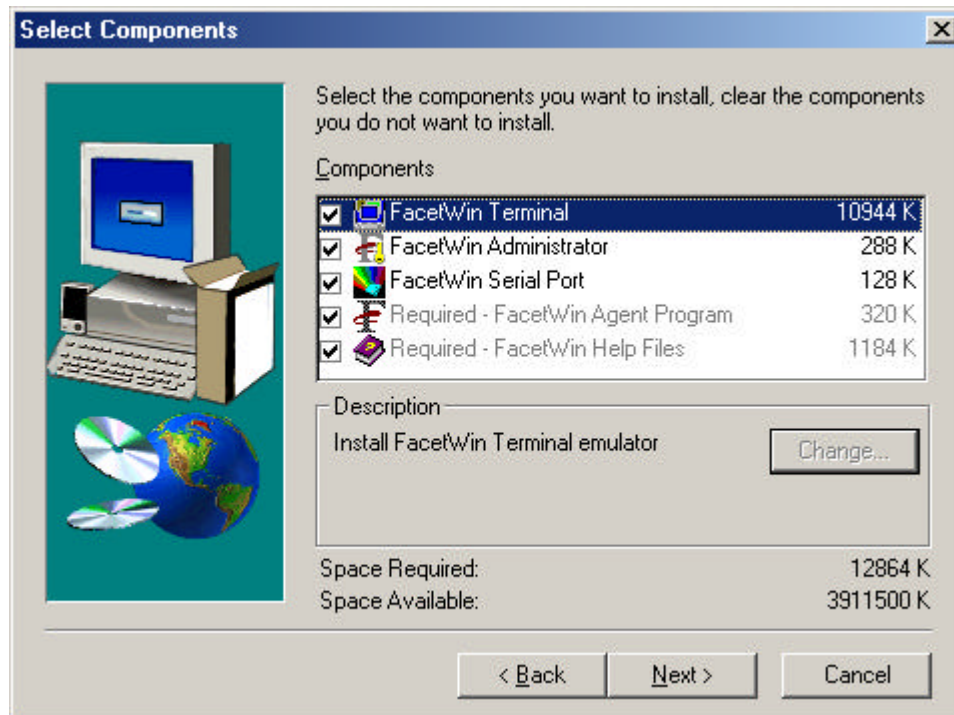 Select Components
Select the components you want to install, clear the components
you do not want to install.
Components
FacetWin Terminal 10944 K
FacetWin Administrator 288 K
FacetWin Serial Port 128 K
Required - FacetWin Agent Program 320 K
Required - FacetWin Help Files 1184 K
Description
Install FacetWin Terminal emulator
Change...
Space Required: 12864 K
Space Available: 3911500 K
< Back Next > Cancel